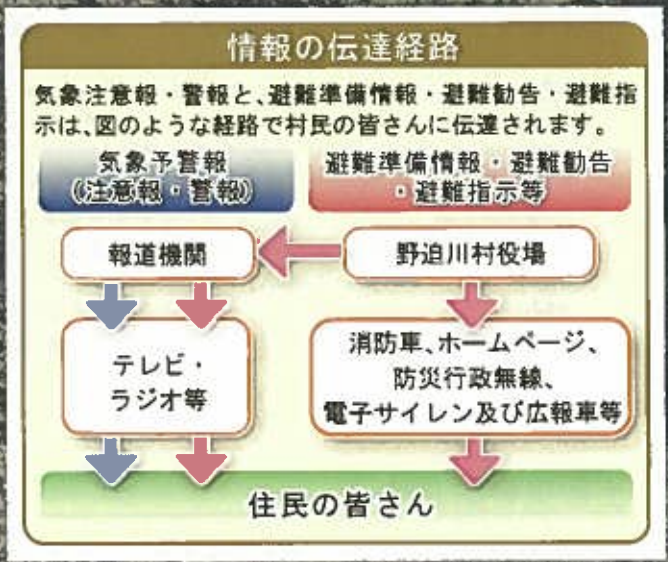 情報の伝達経路
気象注意報・警報と、避難準備情報・避難勧告・避難指
示は、図のような経路で村民の皆さんに伝達されます。
気象予警報
(注意報・警報)
避難準備情報・避難勧告
・避難指示等
報道機関
野迫川村役場
テレビ・
ラジオ等
消防車、ホームページ、
防災行政無線、
電子サイレン及び広報車等
住民の皆さん